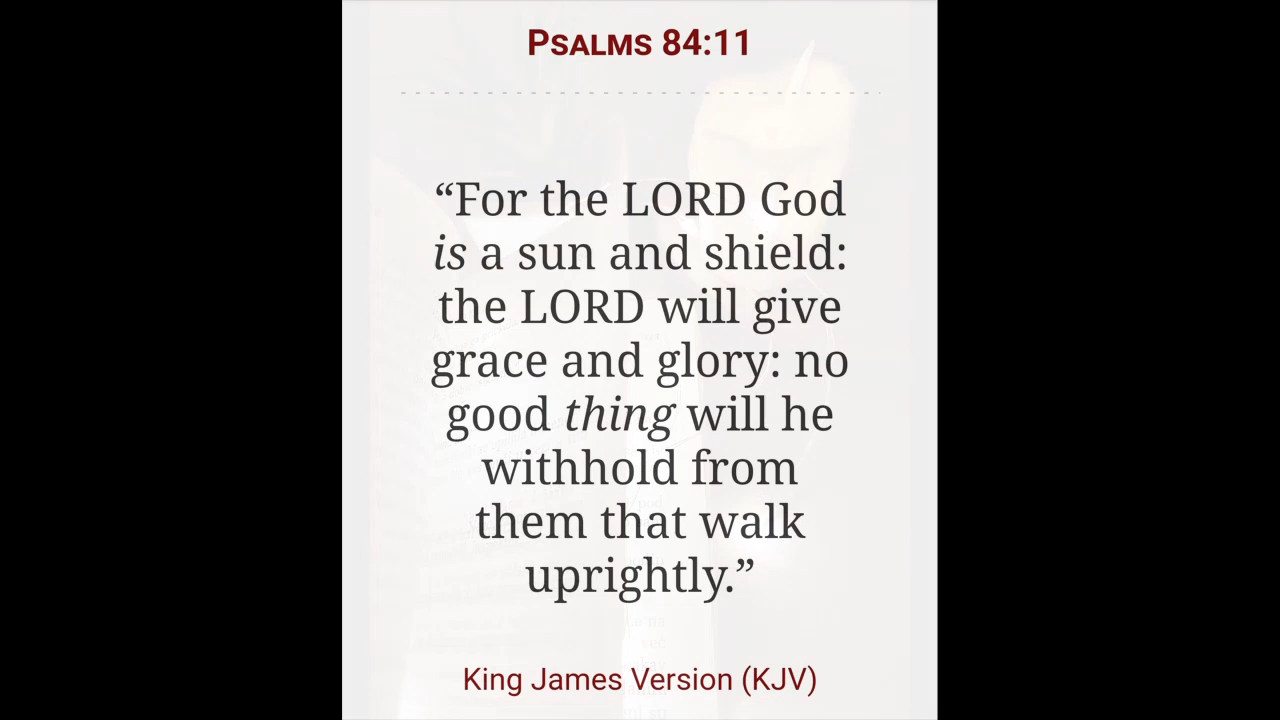 Psalms 84:11
“For the LORD God
is a sun and shield:
the LORD will give
grace and glory: no
good thing will he
withhold from
them that walk
uprightly.”
King James Version (KJV)